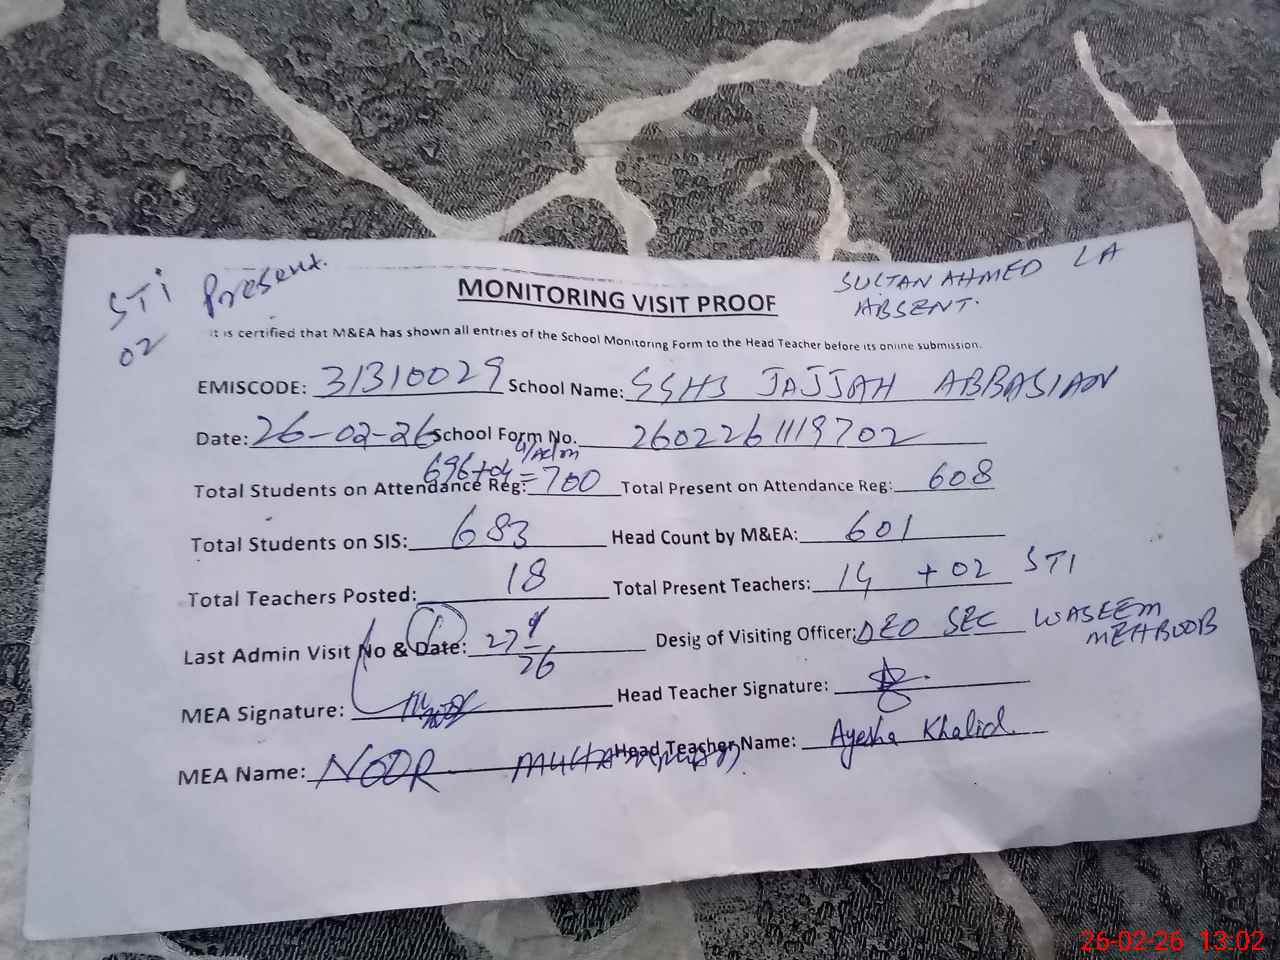 STI Present.
02
SULTAN AHMED LA
ABSENT.
MONITORING VISIT PROOF
It is certified that M&EA has shown all entries of the School Monitoring Form to the Head Teacher before its online submission.
EMISCODE: 31310029 School Name: SSHS JAJJAH ABBASIAN
Date: 26-02-26 School Form No. 2602261119702
696+04 = 700
Total Students on Attendance Reg: Total Present on Attendance Reg: 608
Total Students on SIS: 683 Head Count by M&EA: 601
Total Teachers Posted: 18 Total Present Teachers: 14 + 02 STI
Last Admin Visit No & Date: 27 26 Desig of Visiting Officer: DEO SEC WASEEM
MEHBOOB
MEA Signature: Head Teacher Signature:
MEA Name: NOOR Head Teacher Name: Ayesha Khalid.
26-02-26 13:02